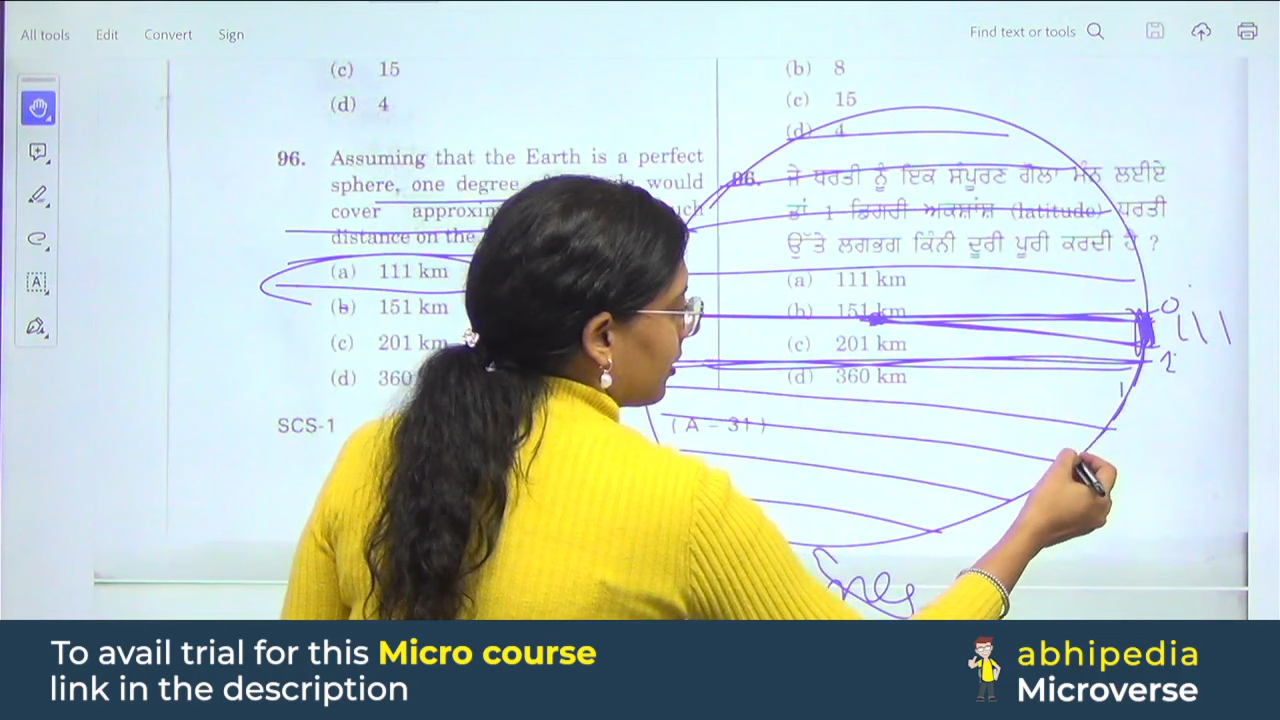 All tools Edit Convert Sign Find text or tools
(c) 15
(d) 4
96. Assuming that the Earth is a perfect
sphere, one degree would
cover
distance on the
(a) 111 km
(b) 151 km
(c) 201 km
(d) 360
SCS-1
(b) 8
(c) 15
(d) 4
96. ਜੇ ਧਰਤੀ ਨੂੰ ਇਕ ਸੰਪੂਰਣ ਗੋਲਾ ਮੰਨ ਲਈਏ
ਤਾਂ 1 ਡਿਗਰੀ ਅਕਸ਼ਾਂਸ਼ (latitude) ਧਰਤੀ
ਉੱਤੇ ਲਗਭਗ ਕਿੰਨੀ ਦੂਰੀ ਪੂਰੀ ਕਰਦੀ ਹੈ ?
(a) 111 km
(b) 151 km
(c) 201 km
(d) 360 km
(A – 31)
0
111
2
1
To avail trial for this Micro course
link in the description
abhipedia
Microverse